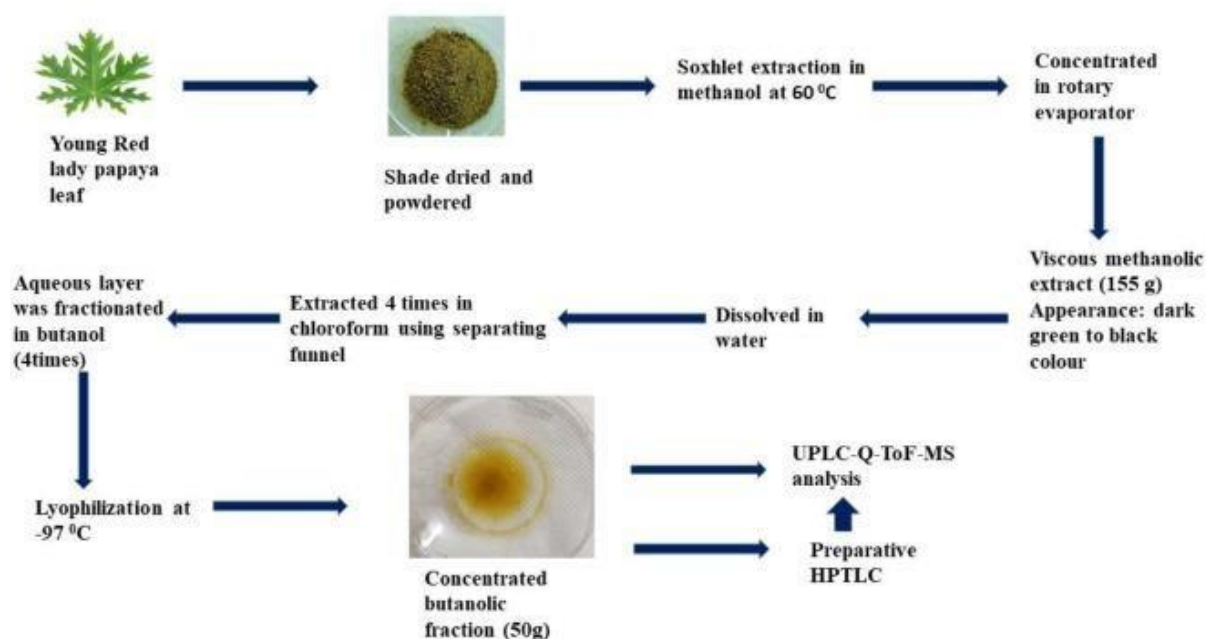 Young Red
lady papaya
leaf
Shade dried and
powdered
Soxhlet extraction in
methanol at 60 ⁰C
Concentrated
in rotary
evaporator
Viscous methanolic
extract (155 g)
Appearance: dark
green to black
colour
Dissolved in
water
Extracted 4 times in
chloroform using separating
funnel
Aqueous layer
was fractionated
in butanol
(4times)
Lyophilization at
-97 ⁰C
Concentrated
butanolic
fraction (50g)
UPLC-Q-ToF-MS
analysis
Preparative
HPTLC